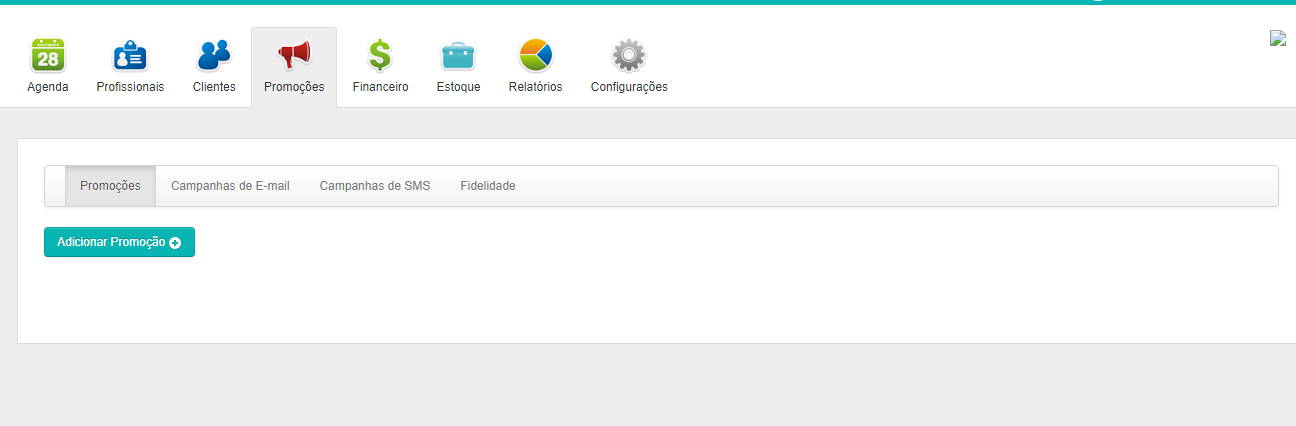 NOVEMBER
28
Agenda Profissionais Clientes Promoções Financeiro Estoque Relatórios Configurações
Promoções Campanhas de E-mail Campanhas de SMS Fidelidade
Adicionar Promoção